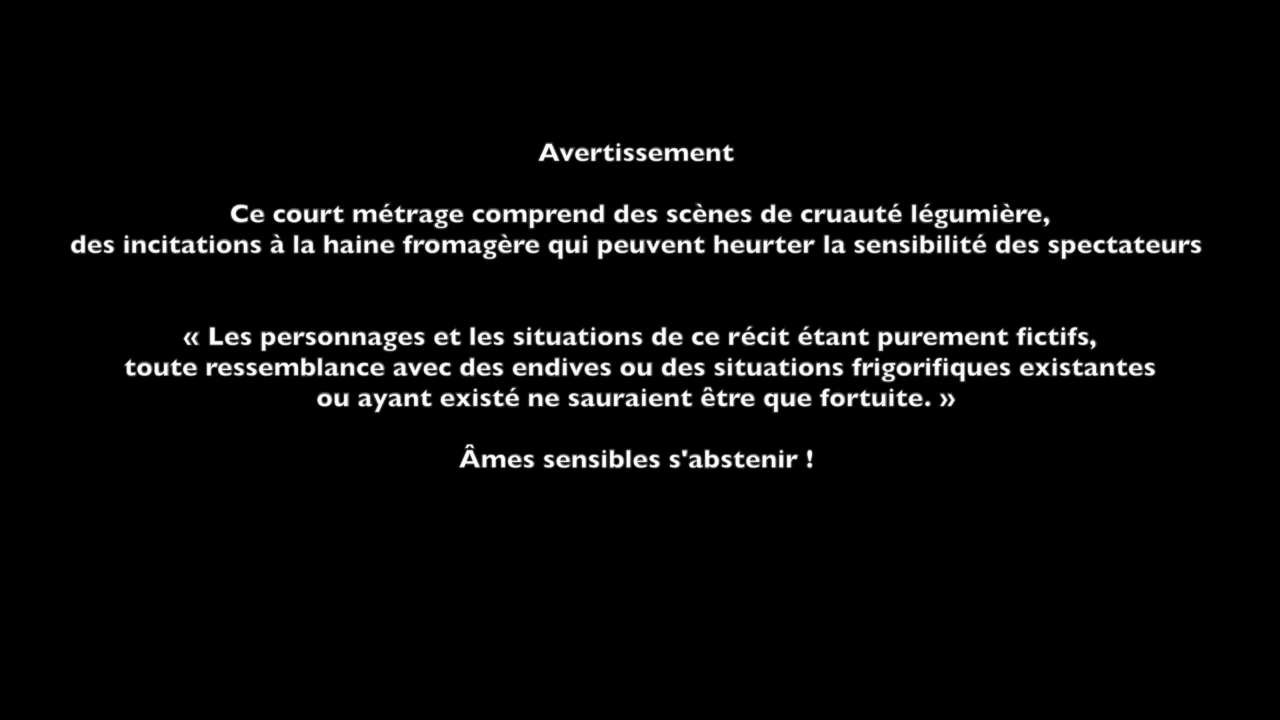 Avertissement
Ce court métrage comprend des scènes de cruauté légumière,
des incitations à la haine fromagère qui peuvent heurter la sensibilité des spectateurs
« Les personnages et les situations de ce récit étant purement fictifs,
toute ressemblance avec des endives ou des situations frigorifiques existantes
ou ayant existé ne sauraient être que fortuite. »
Âmes sensibles s'abstenir !